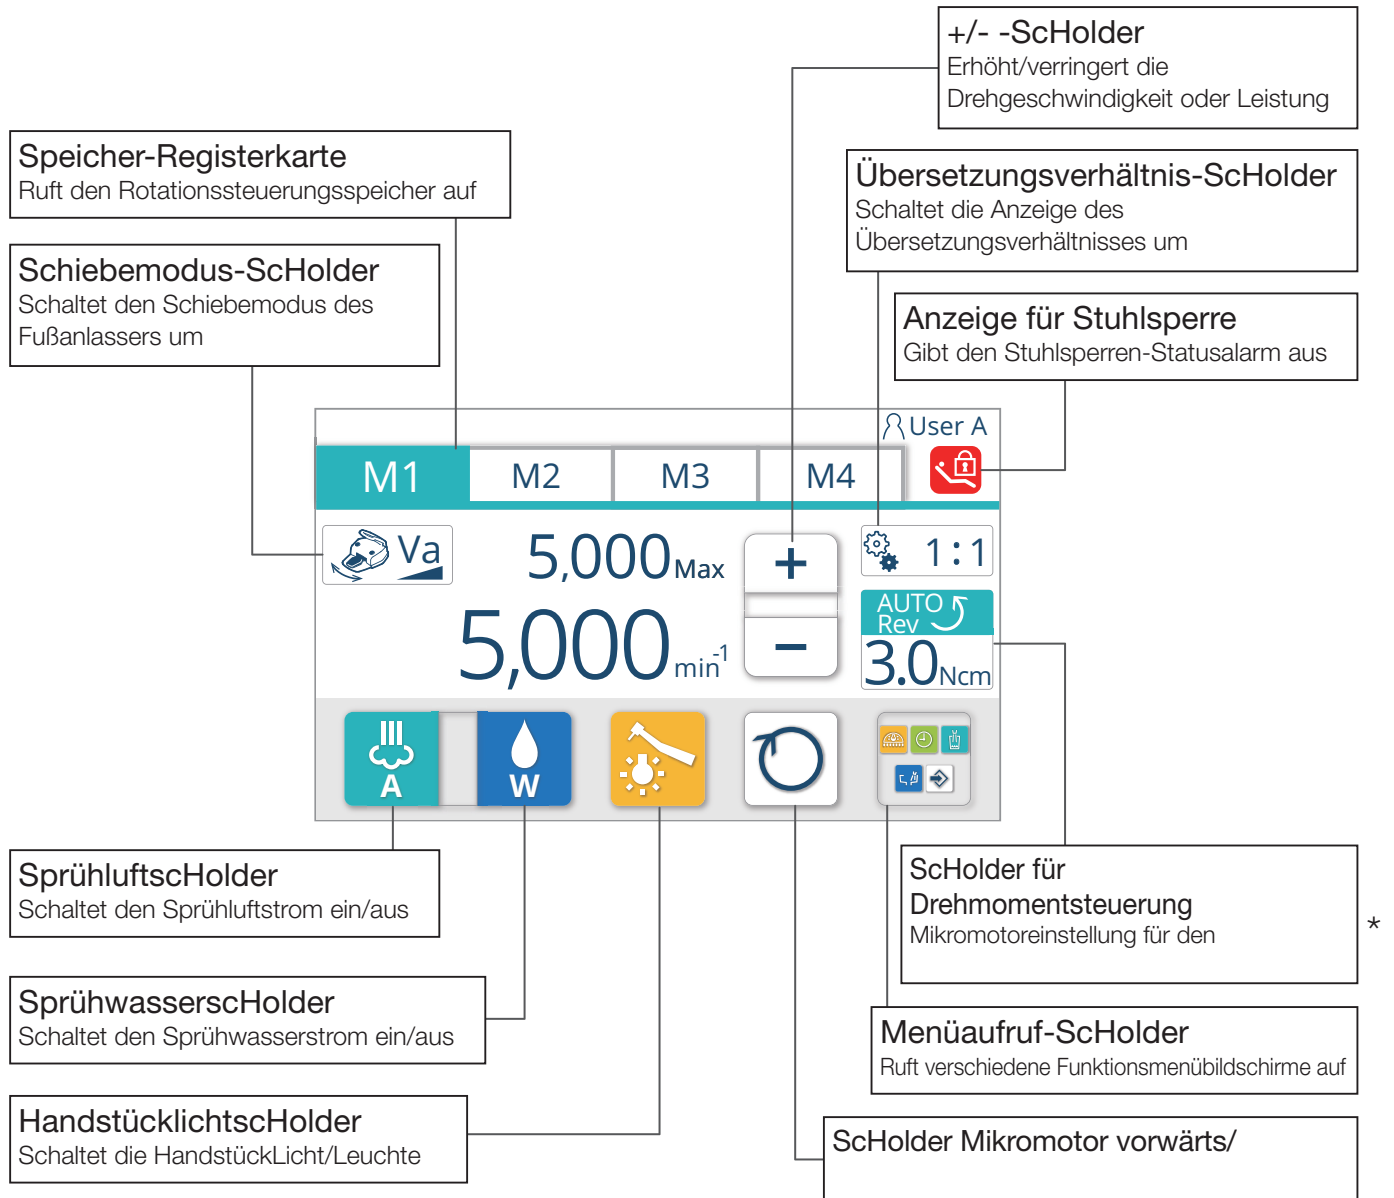 +/- -ScHolder
Erhöht/verringert die
Drehgeschwindigkeit oder Leistung
Speicher-Registerkarte
Ruft den Rotationssteuerungsspeicher auf
Übersetzungsverhältnis-ScHolder
Schaltet die Anzeige des
Übersetzungsverhältnisses um
Schiebemodus-ScHolder
Schaltet den Schiebemodus des
Fußanlassers um
Anzeige für Stuhlsperre
Gibt den Stuhlsperren-Statusalarm aus
User A
M1 M2 M3 M4
Va
5,000 Max
+
1 : 1
5,000 min-1
−
AUTO
Rev
3.0 Ncm
A
W
SprühluftscHolder
Schaltet den Sprühluftstrom ein/aus
ScHolder für
Drehmomentsteuerung
Mikromotoreinstellung für den
*
SprühwasserscHolder
Schaltet den Sprühwasserstrom ein/aus
Menüaufruf-ScHolder
Ruft verschiedene Funktionsmenübildschirme auf
HandstücklichtscHolder
Schaltet die HandstückLicht/Leuchte
ScHolder Mikromotor vorwärts/